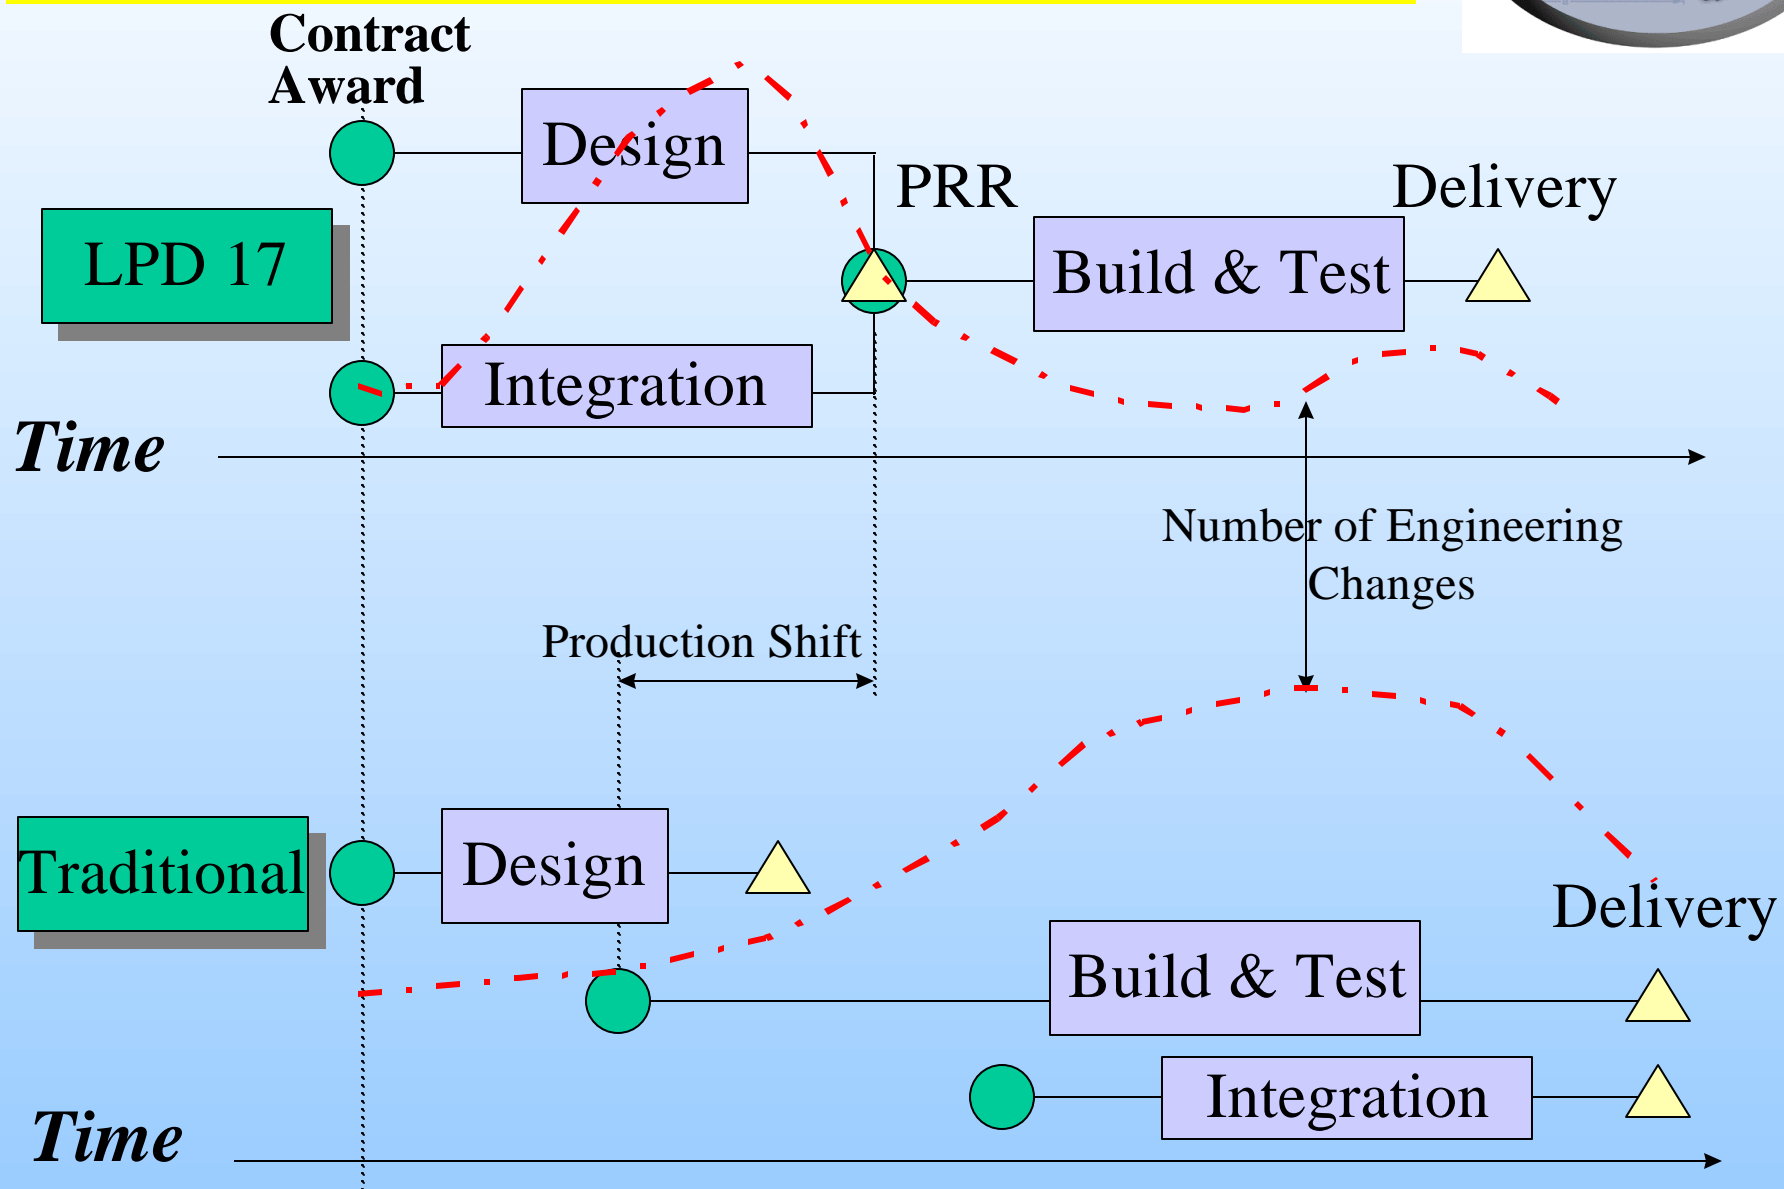 Contract
Award
Design
PRR
Delivery
LPD 17
Build & Test
Integration
Time
Number of Engineering
Changes
Production Shift
Traditional
Design
Delivery
Build & Test
Integration
Time